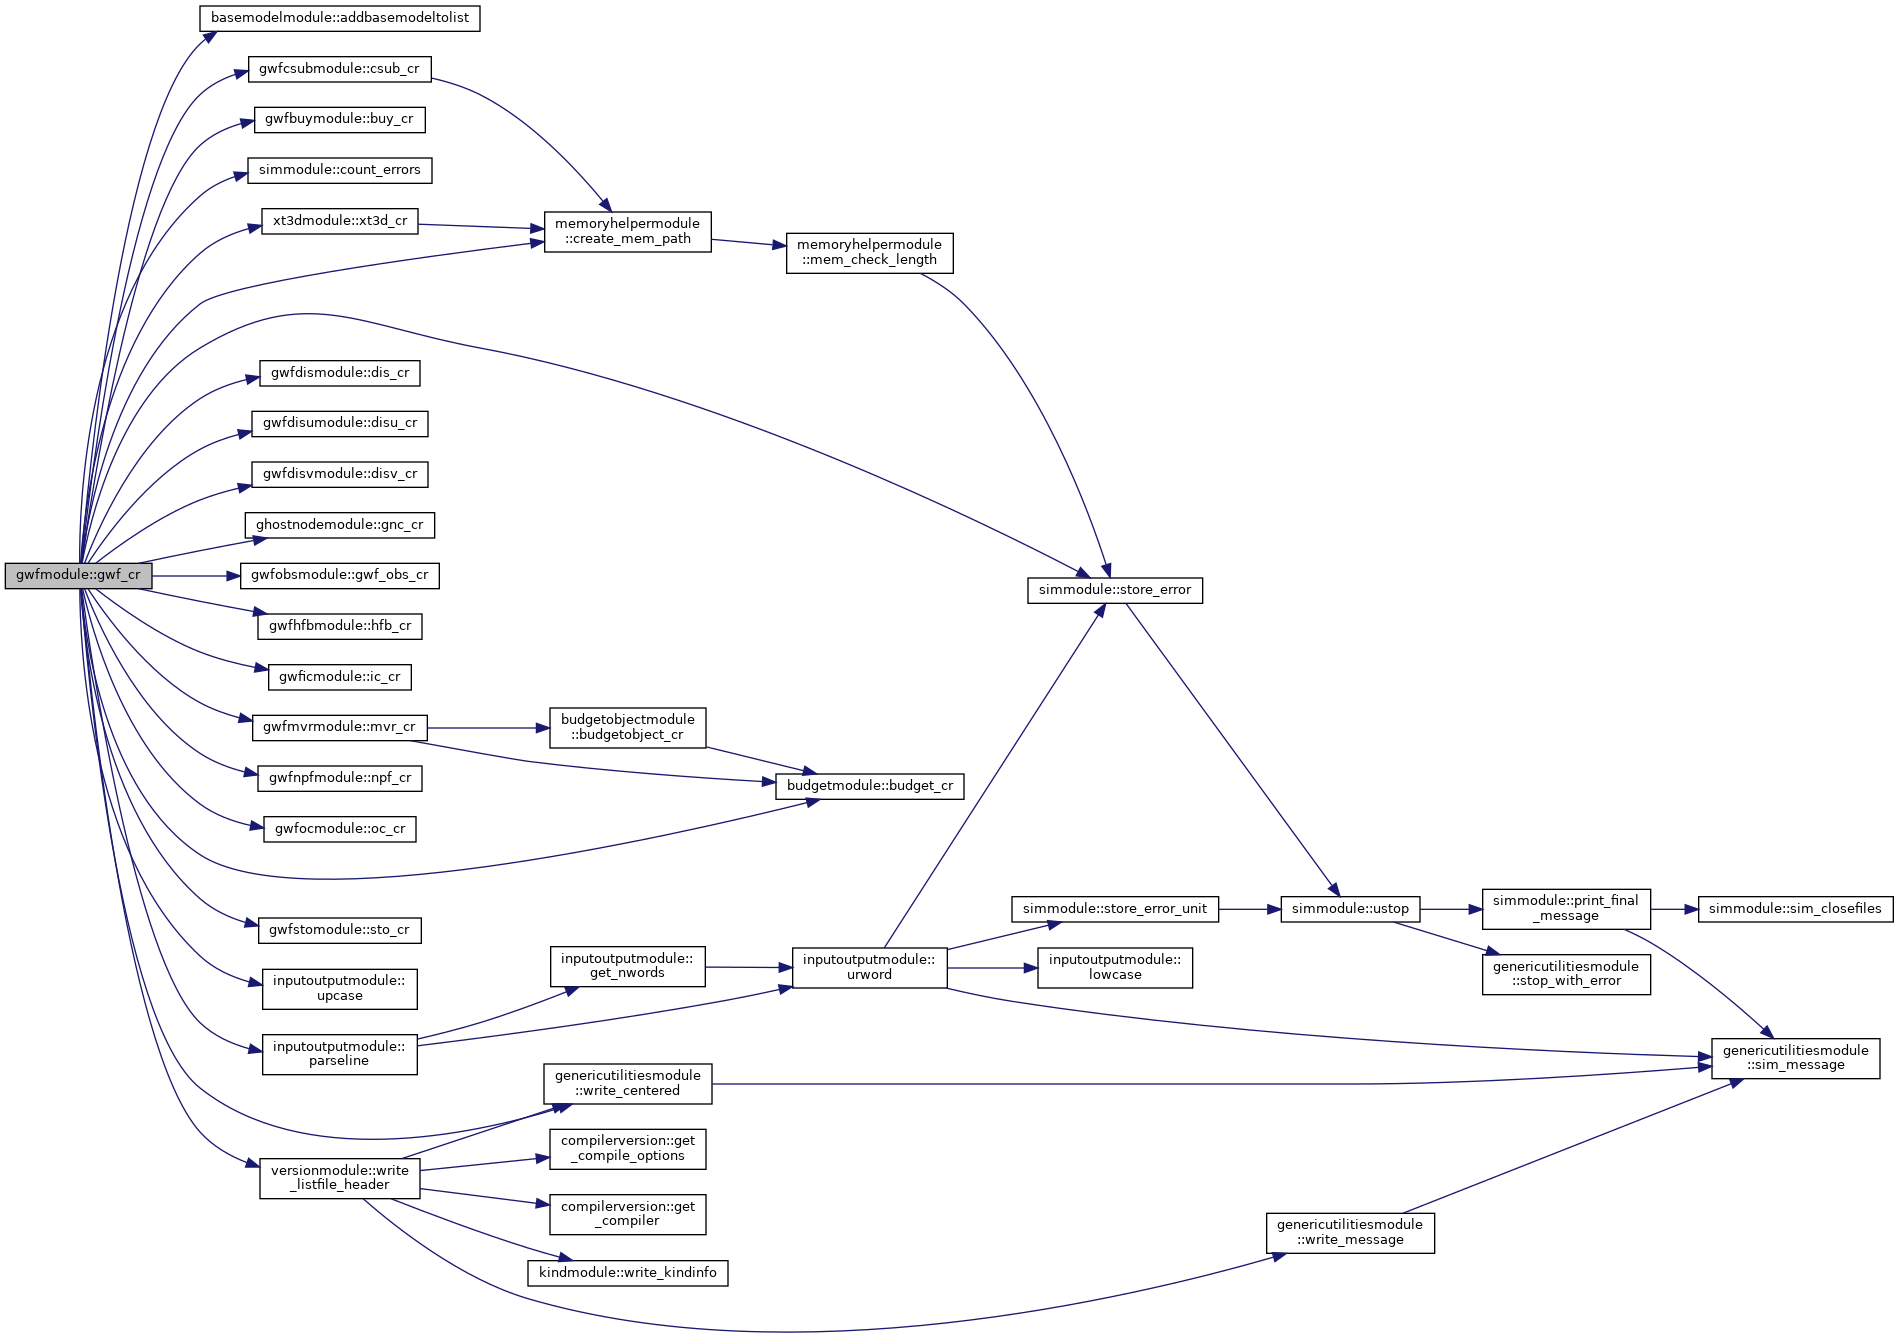 basemodelmodule::addbasemodeltolist
gwfcsubmodule::csub_cr
gwfbuymodule::buy_cr
simmodule::count_errors
xt3dmodule::xt3d_cr
memoryhelpermodule
::create_mem_path
memoryhelpermodule
::mem_check_length
gwfdismodule::dis_cr
gwfdisumodule::disu_cr
gwfdisvmodule::disv_cr
ghostnodemodule::gnc_cr
gwfmodule::gwf_cr
gwfobsmodule::gwf_obs_cr
simmodule::store_error
gwfhfbmodule::hfb_cr
gwficmodule::ic_cr
gwfmvrmodule::mvr_cr
budgetobjectmodule
::budgetobject_cr
gwfnpfmodule::npf_cr
budgetmodule::budget_cr
gwfocmodule::oc_cr
gwfstomodule::sto_cr
simmodule::store_error_unit
simmodule::ustop
simmodule::print_final
_message
simmodule::sim_closefiles
inputoutputmodule::
upcase
inputoutputmodule::
get_nwords
inputoutputmodule::
urword
inputoutputmodule::
lowcase
genericutilitiesmodule
::stop_with_error
inputoutputmodule::
parseline
genericutilitiesmodule
::sim_message
genericutilitiesmodule
::write_centered
compilerversion::get
_compile_options
versionmodule::write
_listfile_header
compilerversion::get
_compiler
genericutilitiesmodule
::write_message
kindmodule::write_kindinfo